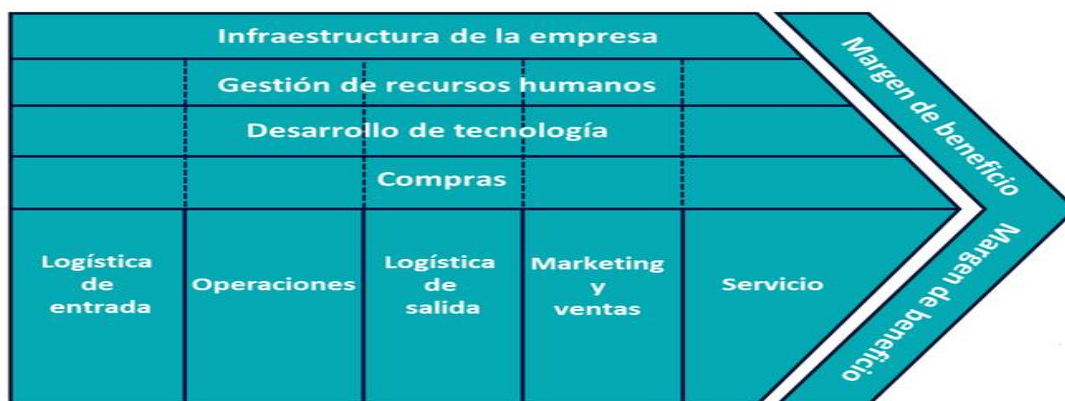 Infraestructura de la empresa
Gestión de recursos humanos
Desarrollo de tecnología
Compras
Logística
de
entrada
Operaciones
Logística
de
salida
Marketing
y
ventas
Servicio
Margen de beneficio
Margen de beneficio